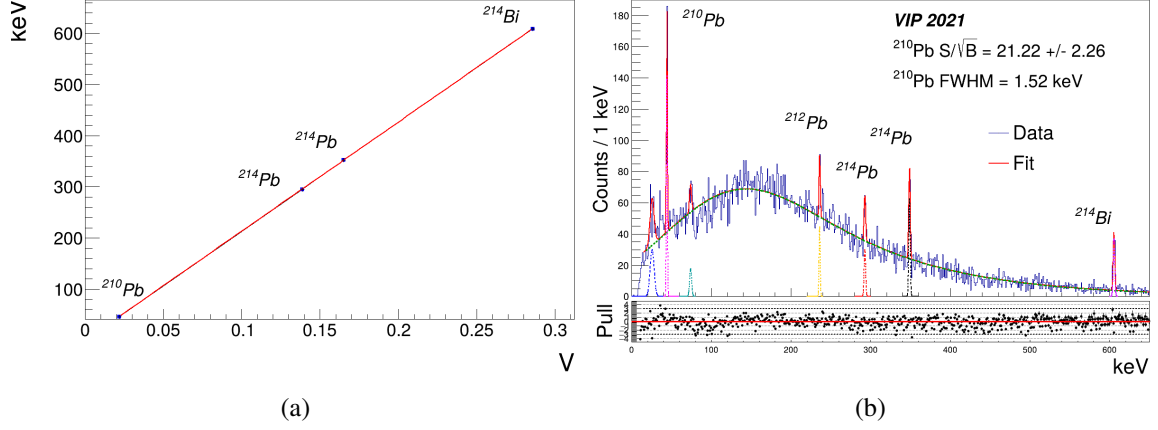 keV
600
500
400
300
200
100
0
0.05
0.1
0.15
0.2
0.25
0.3
V
²¹⁴Bi
²¹⁴Pb
²¹⁴Pb
²¹⁰Pb
(a)
Counts / 1 keV
180
160
140
120
100
80
60
40
20
0
²¹⁰Pb
VIP 2021
²¹⁰Pb S/√B = 21.22 +/- 2.26
²¹⁰Pb FWHM = 1.52 keV
²¹²Pb
²¹⁴Pb
²¹⁴Pb
Data
Fit
²¹⁴Bi
Pull
0
100
200
300
400
500
600
keV
(b)